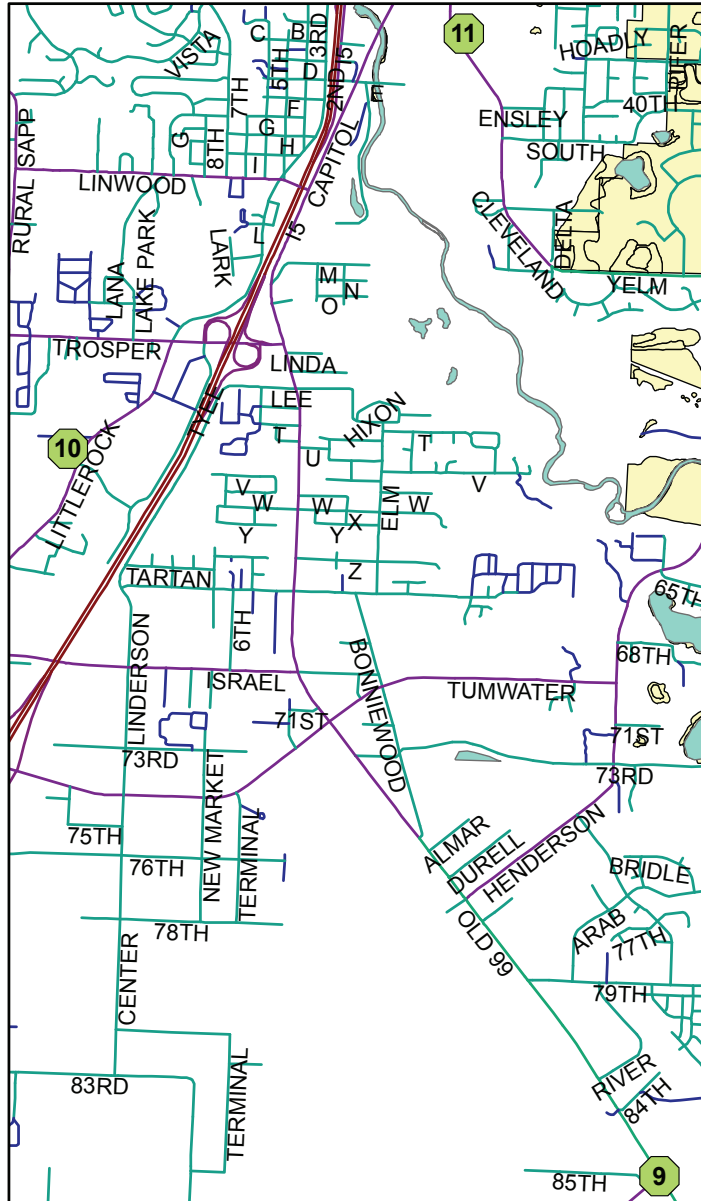 11
HOADLY
RUFER
VISTA
C
B
3RD
5TH
D
2ND
I5
E
7TH
F
40TH
ENSLEY
G
G
H
8TH
I
SOUTH
CAPITOL
SAPP
RURAL
LINWOOD
CLEVELAND
DELTA
L
I5
LARK
LAKE PARK
LANA
M
N
O
YELM
TROSPER
LINDA
TYEE
LEE
HIXON
10
T
T
U
LITTLEROCK
V
V
W
W
W
ELM
Y
Y
X
Z
TARTAN
65TH
6TH
LINDERSON
BONNIEWOOD
68TH
ISRAEL
TUMWATER
71ST
71ST
73RD
73RD
NEW MARKET
TERMINAL
75TH
ALMAR
76TH
DURELL
HENDERSON
BRIDLE
OLD 99
78TH
ARAB
77TH
CENTER
79TH
RIVER
83RD
TERMINAL
84TH
85TH
9